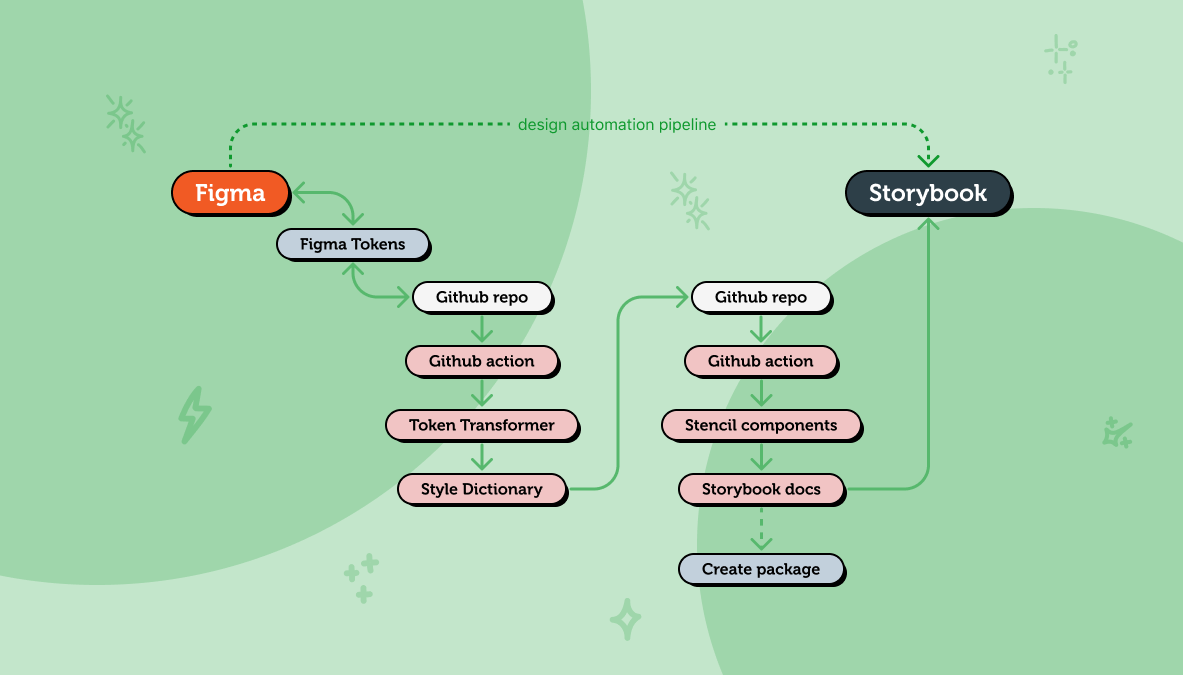 design automation pipeline
Figma
Storybook
Figma Tokens
Github repo
Github action
Token Transformer
Style Dictionary
Github repo
Github action
Stencil components
Storybook docs
Create package